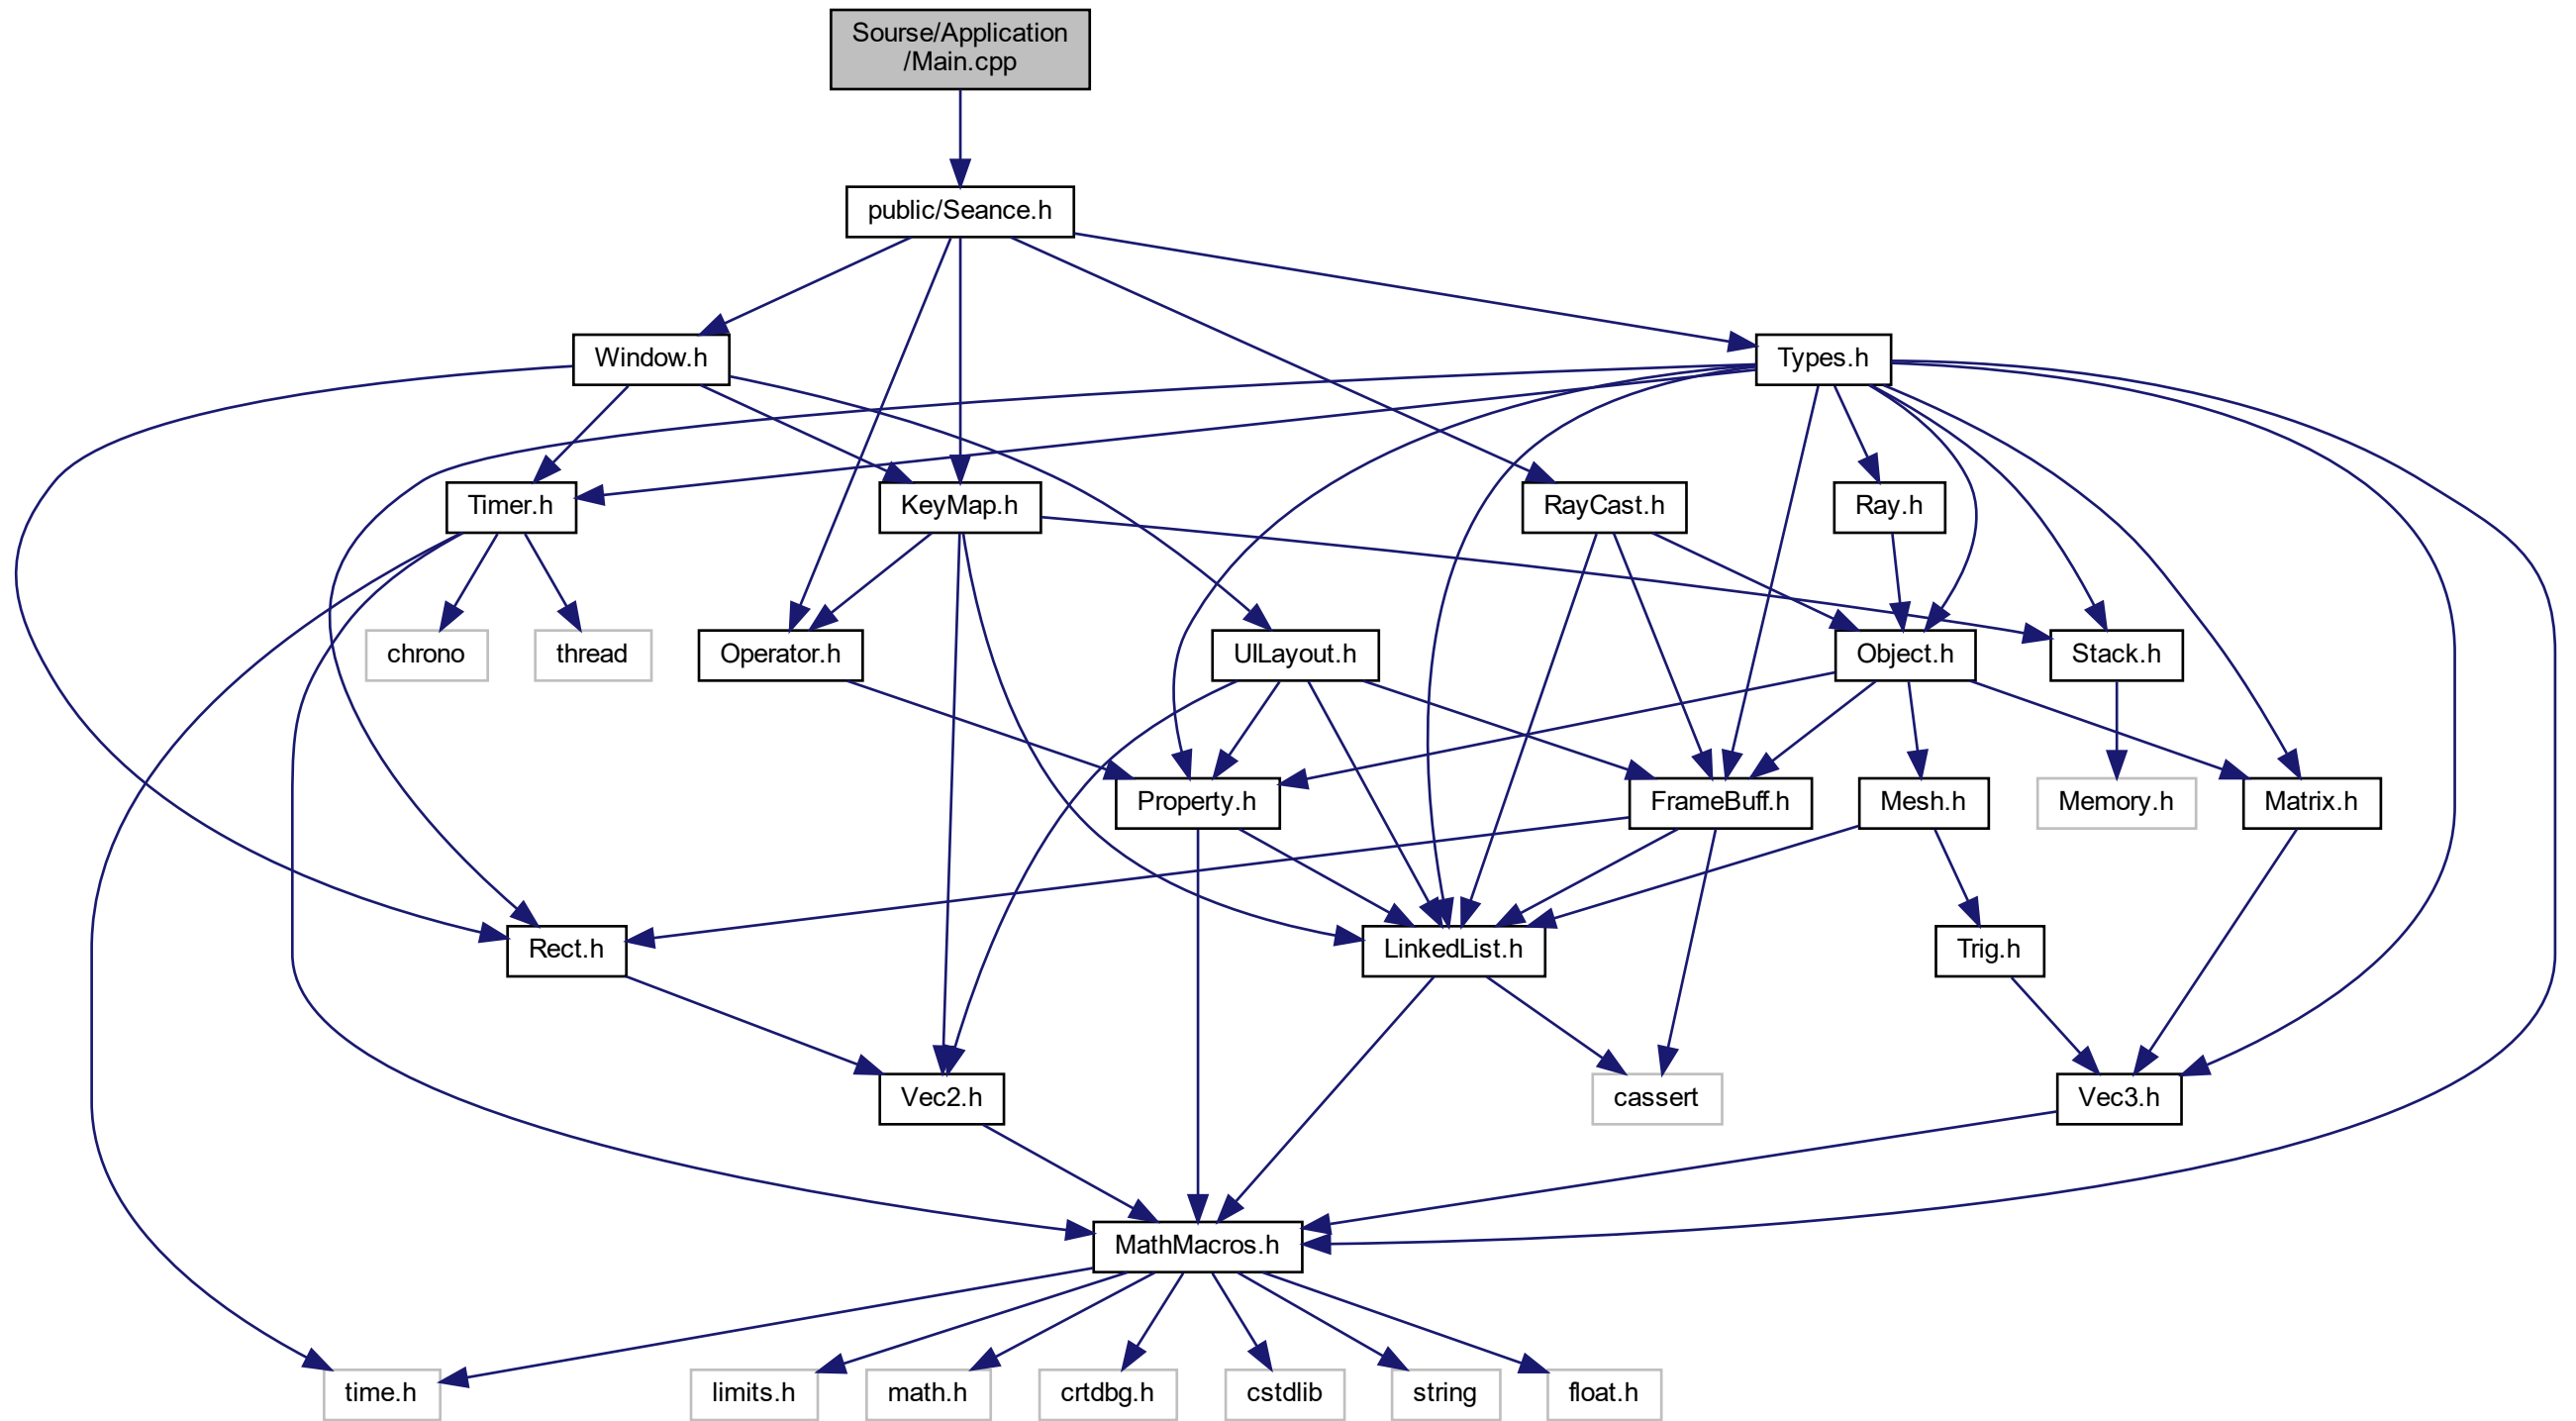 Sourse/Application
/Main.cpp
public/Seance.h
Window.h
Types.h
Timer.h
KeyMap.h
RayCast.h
Ray.h
chrono
thread
Operator.h
UILayout.h
Object.h
Stack.h
Property.h
FrameBuff.h
Mesh.h
Memory.h
Matrix.h
Rect.h
LinkedList.h
Trig.h
Vec2.h
cassert
Vec3.h
MathMacros.h
time.h
limits.h
math.h
crtdbg.h
cstdlib
string
float.h